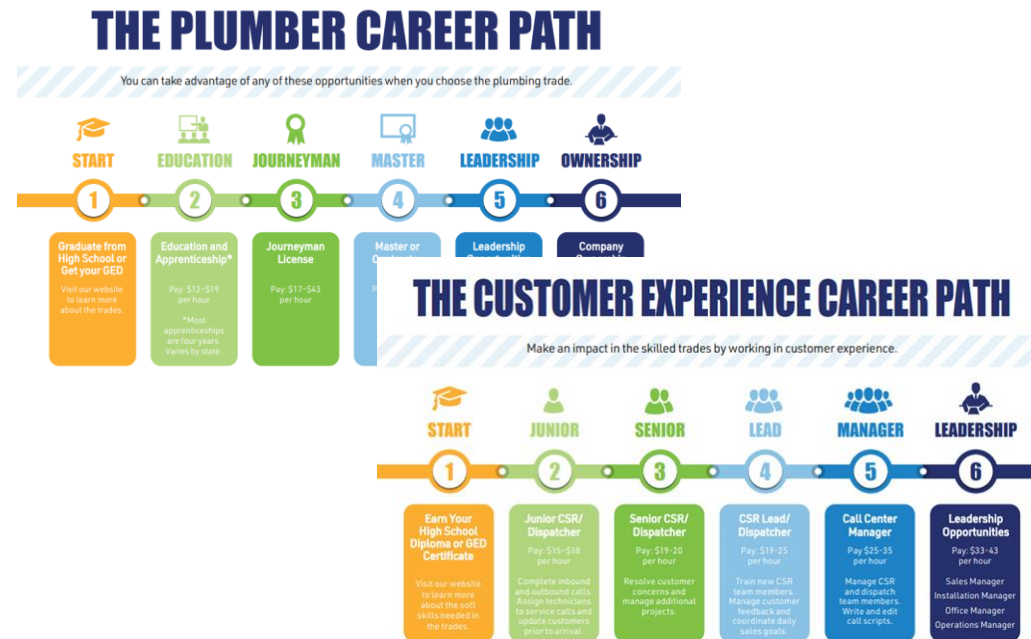 THE PLUMBER CAREER PATH
You can take advantage of any of these opportunities when you choose the plumbing trade.
START
EDUCATION
JOURNEYMAN
MASTER
LEADERSHIP
OWNERSHIP
1
2
3
4
5
6
Graduate from
High School or
Get your GED
Visit our website
to learn more
about the trades.
Education and
Apprenticeship*
Pay: $12-$19
per hour
*Most
apprenticeships
are four years.
Varies by state
Journeyman
License
Pay: $17-$43
per hour
Master or
Leadership
Company
THE CUSTOMER EXPERIENCE CAREER PATH
Make an impact in the skilled trades by working in customer experience.
START
JUNIOR
SENIOR
LEAD
MANAGER
LEADERSHIP
1
2
3
4
5
6
Earn Your
High School
Diploma or GED
Certificate
Visit our website
to learn more
about the soft
skills needed in
the trades.
Junior CSR/
Dispatcher
Pay: $15-$18
per hour
Complete inbound
and outbound calls.
Assign technicians
to service calls and
update customers
prior to arrival.
Senior CSR/
Dispatcher
Pay: $19-20
per hour
Resolve customer
concerns and
manage additional
projects.
CSR Lead/
Dispatcher
Pay: $19-25
per hour
Train new CSR
team members.
Manage customer
feedback and
coordinate daily
sales goals.
Call Center
Manager
Pay $25-35
per hour
Manage CSR
and dispatch
team members.
Write and edit
call scripts.
Leadership
Opportunities
Pay: $33-43
per hour
Sales Manager
Installation Manager
Office Manager
Operations Manager